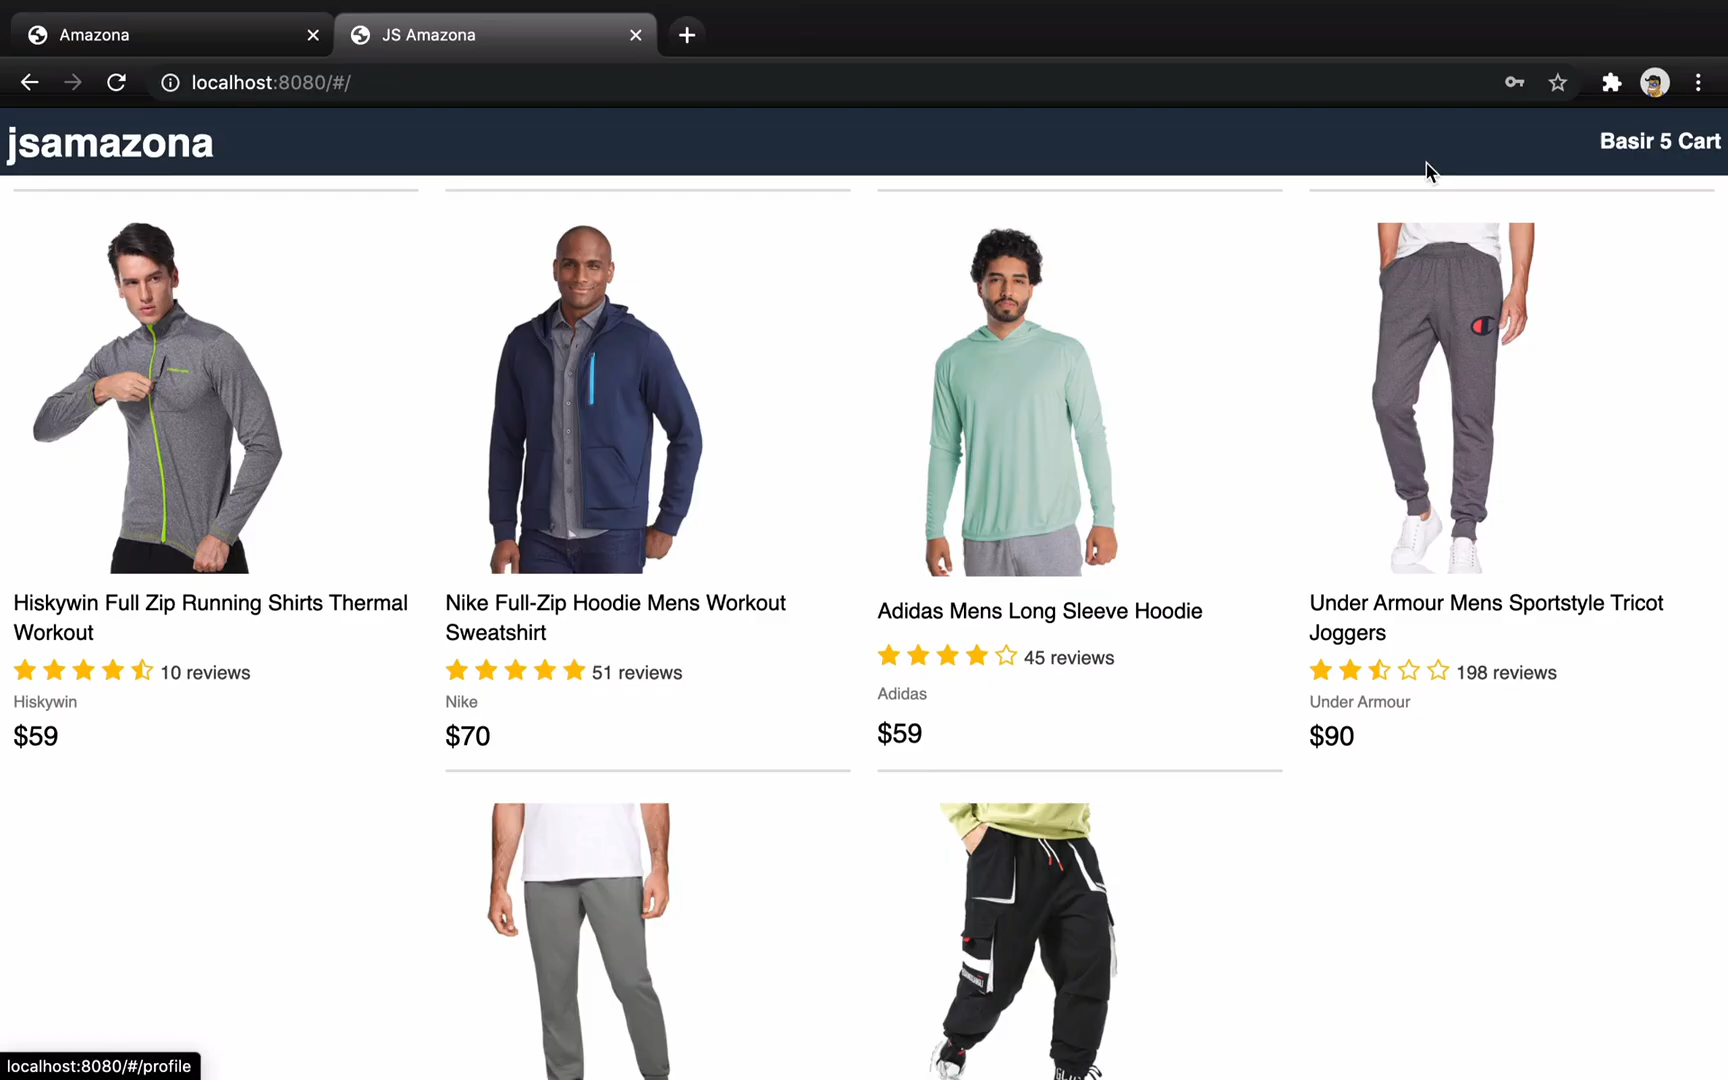 Amazona
JS Amazona
localhost:8080/#/
jsamazona
Basir 5 Cart
Hiskywin Full Zip Running Shirts Thermal
Workout
10 reviews
Hiskywin
$59
Nike Full-Zip Hoodie Mens Workout
Sweatshirt
51 reviews
Nike
$70
Adidas Mens Long Sleeve Hoodie
45 reviews
Adidas
$59
Under Armour Mens Sportstyle Tricot
Joggers
198 reviews
Under Armour
$90
localhost:8080/#/profile